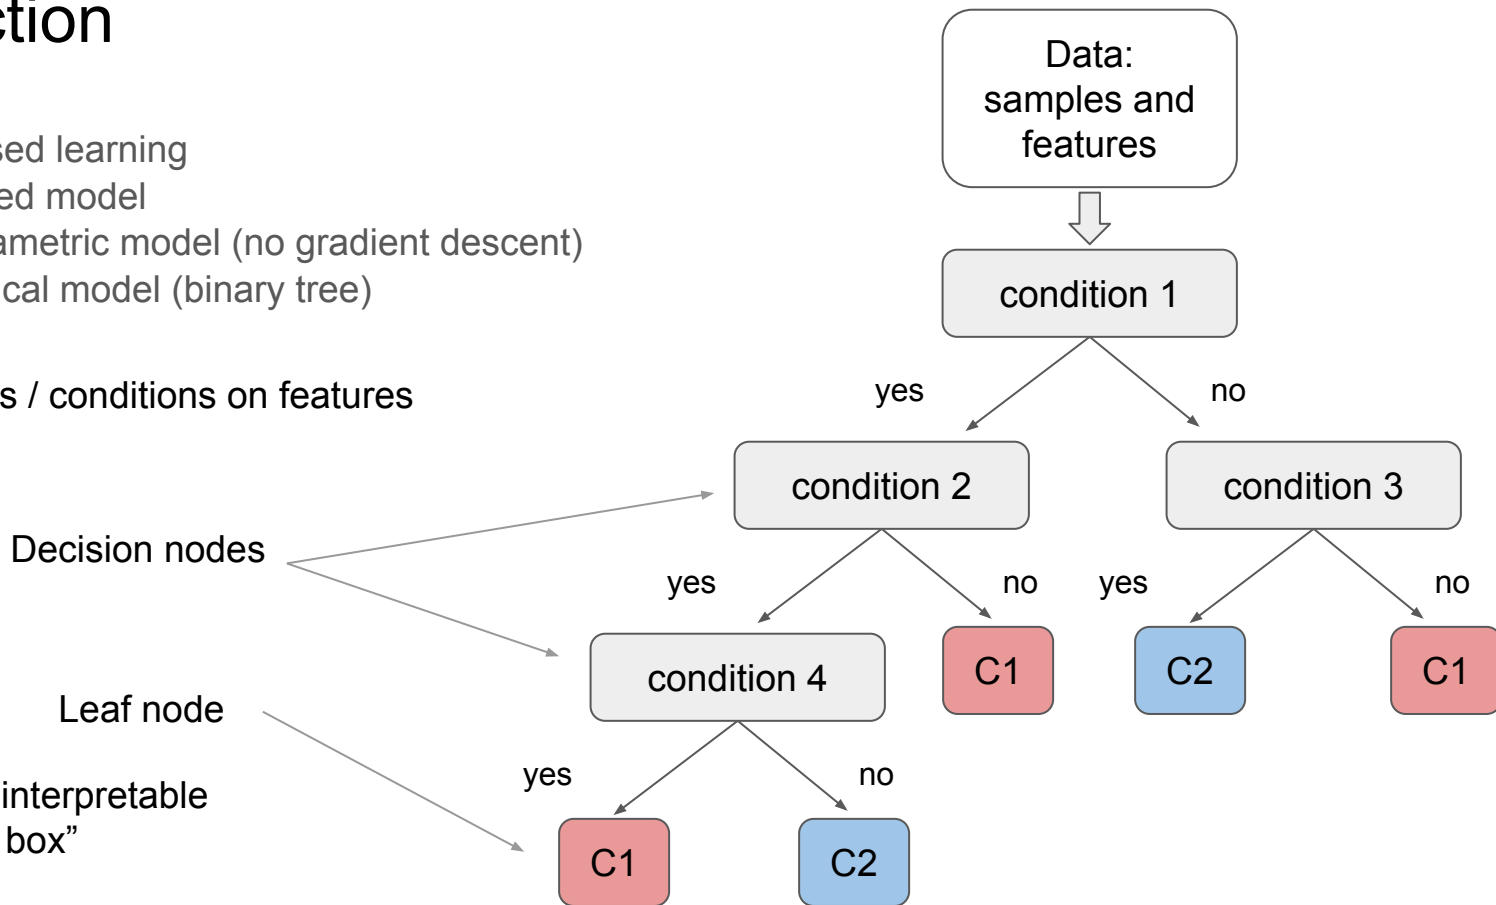 ction
sed learning
ed model
ametric model (no gradient descent)
ical model (binary tree)
s / conditions on features
Decision nodes
Leaf node
interpretable
box”
Data:
samples and
features
condition 1
yes
no
condition 2
condition 3
yes
no
yes
no
condition 4
C1
C2
C1
yes
no
C1
C2